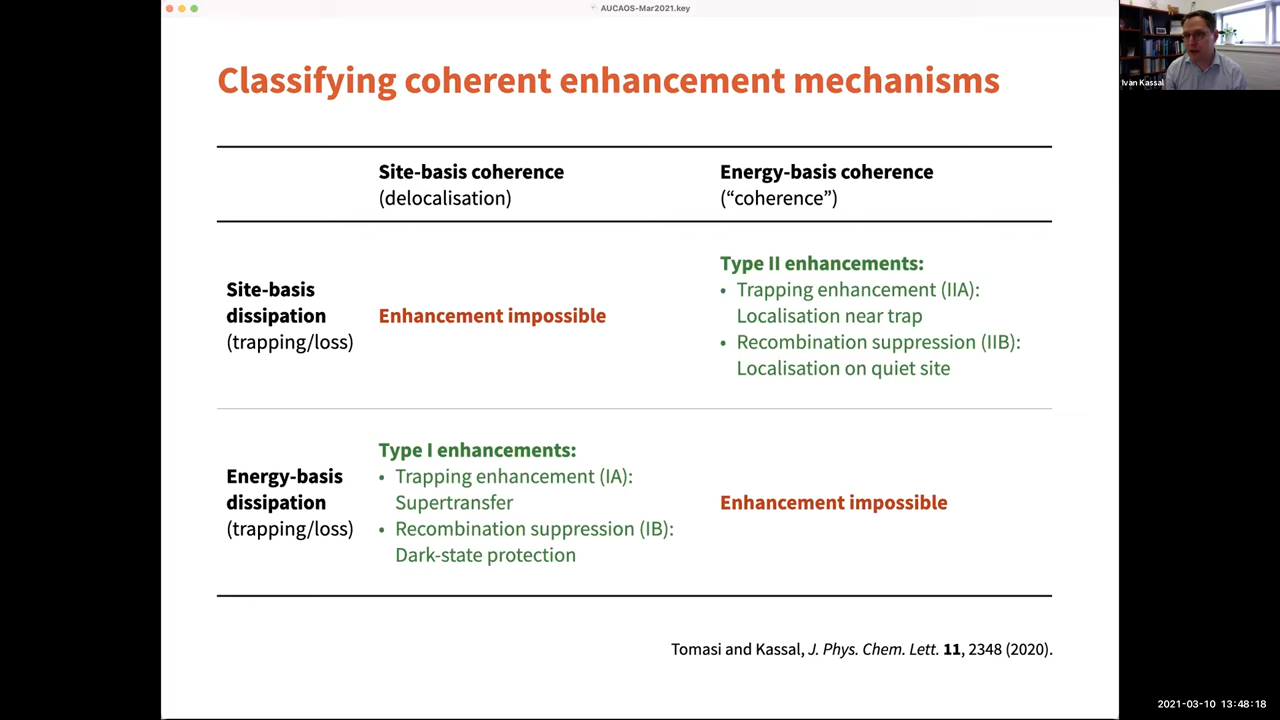 AUCAOS-Mar2021.key
Ivan Kassal
Classifying coherent enhancement mechanisms
Site-basis coherence
(delocalisation)
Energy-basis coherence
(“coherence”)
Site-basis
dissipation
(trapping/loss)
Enhancement impossible
Type II enhancements:
• Trapping enhancement (IIA):
Localisation near trap
• Recombination suppression (IIB):
Localisation on quiet site
Energy-basis
dissipation
(trapping/loss)
Type I enhancements:
• Trapping enhancement (IA):
Supertransfer
• Recombination suppression (IB):
Dark-state protection
Enhancement impossible
Tomasi and Kassal, J. Phys. Chem. Lett. 11, 2348 (2020).
2021-03-10 13:48:18